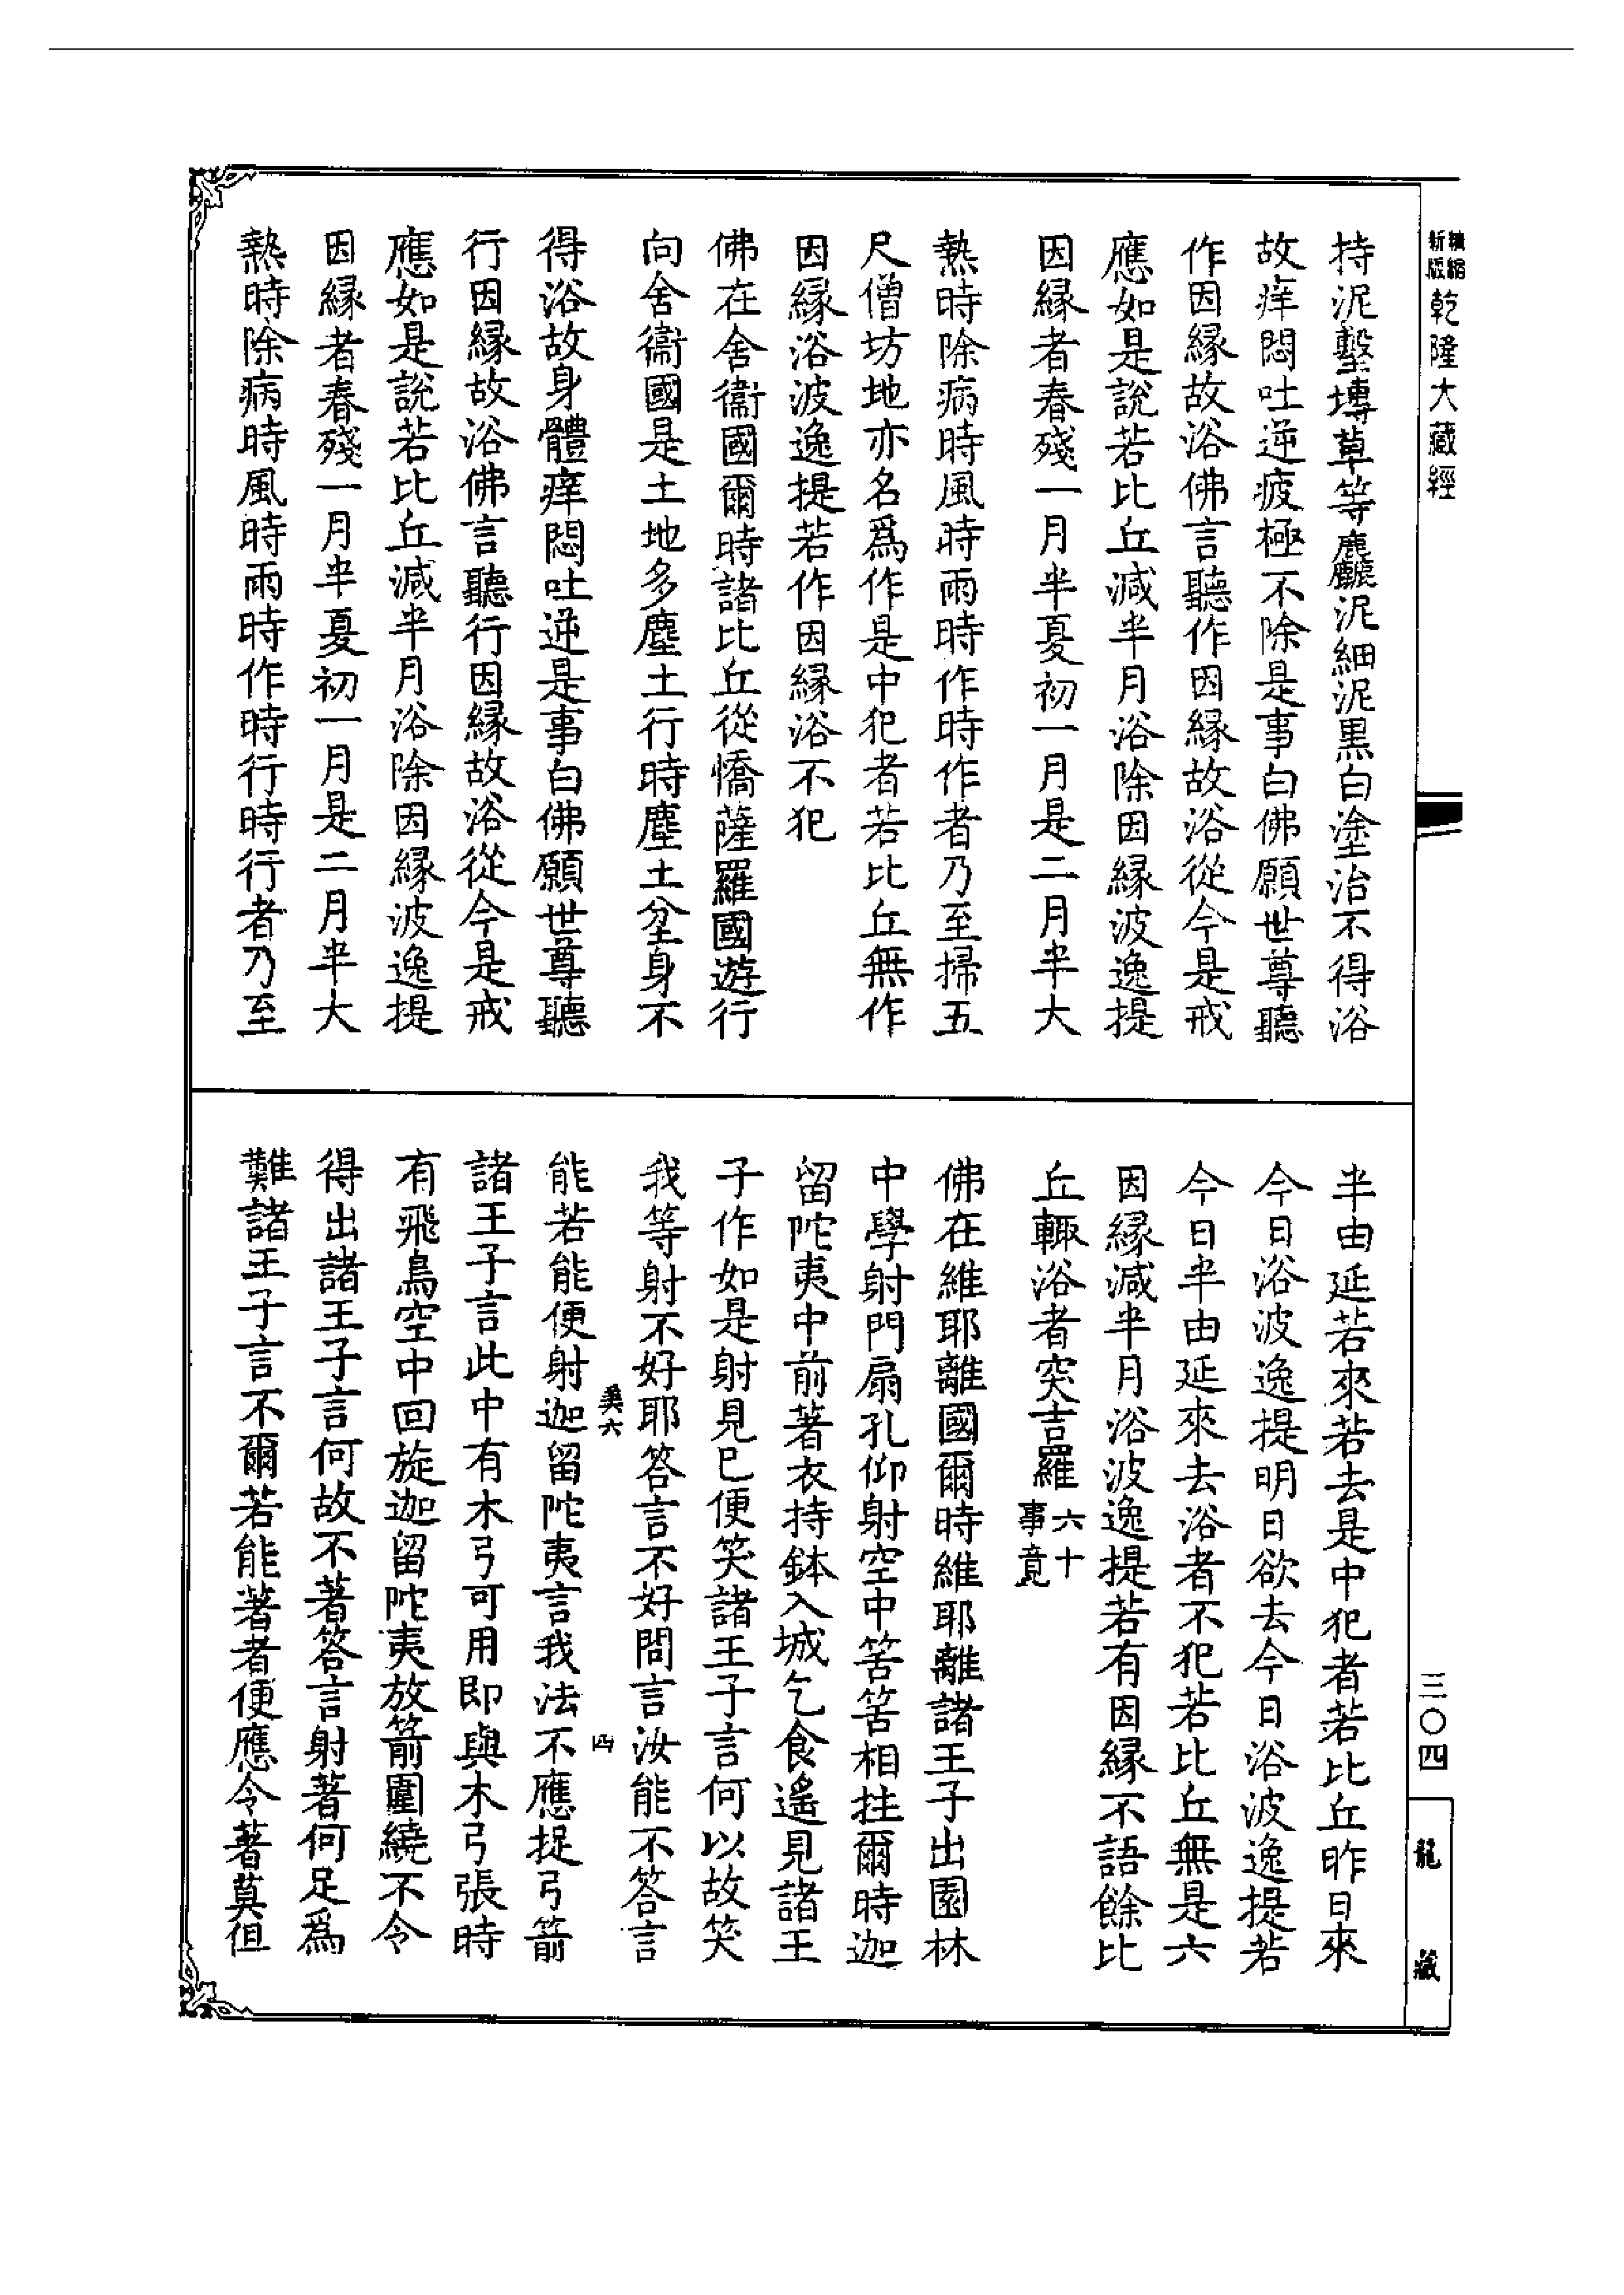 精縮新版乾隆大藏經
持泥墼塼草等麤泥細泥黒白塗治不得浴
故痒悶吐逆疲極不除是事白佛願世尊聽
作因緣故浴佛言聽作因緣故浴從今是戒
應如是說若比丘減半月浴除因緣波逸提
因緣者春殘一月半夏初一月是二月半大
熱時除病時風時雨時作時作者乃至掃五
尺僧坊地亦名爲作是中犯者若比丘無作
因緣浴波逸提若作因緣浴不犯
佛在舍衞國爾時諸比丘從憍薩羅國遊行
向舍衞國是土地多塵土行時塵土坌身不
得浴故身體痒悶吐逆是事白佛願世尊聽
行因緣故浴佛言聽行因緣故浴從今是戒
應如是說若比丘減半月浴除因緣波逸提
因緣者春殘一月半夏初一月是二月半大
熱時除病時風時雨時作時行時行者乃至
半由延若來若去是中犯者若比丘昨日來
今日浴波逸提明日欲去今日浴波逸提若
今日半由延來去浴者不犯若比丘無是六
因緣減半月浴波逸提若有因緣不語餘比
丘輙浴者突吉羅六十事竟
佛在維耶離國爾時維耶離諸王子出園林
中學射門扇孔仰射空中筈筈相拄爾時迦
留陀夷中前著衣持鉢入城乞食遙見諸王
子作如是射見已便笑諸王子言何以故笑
我等射不好耶答言不好問言汝能不答言
能若能便射迦留陀夷言我法不應捉弓箭
諸王子言此中有木弓可用即與木弓張時
有飛鳥空中回旋迦留陀夷放箭圍繞不令
得出諸王子言何故不著答言射著何足爲
難諸王子言不爾若能著者便應令著莫徂
三〇四
龍藏